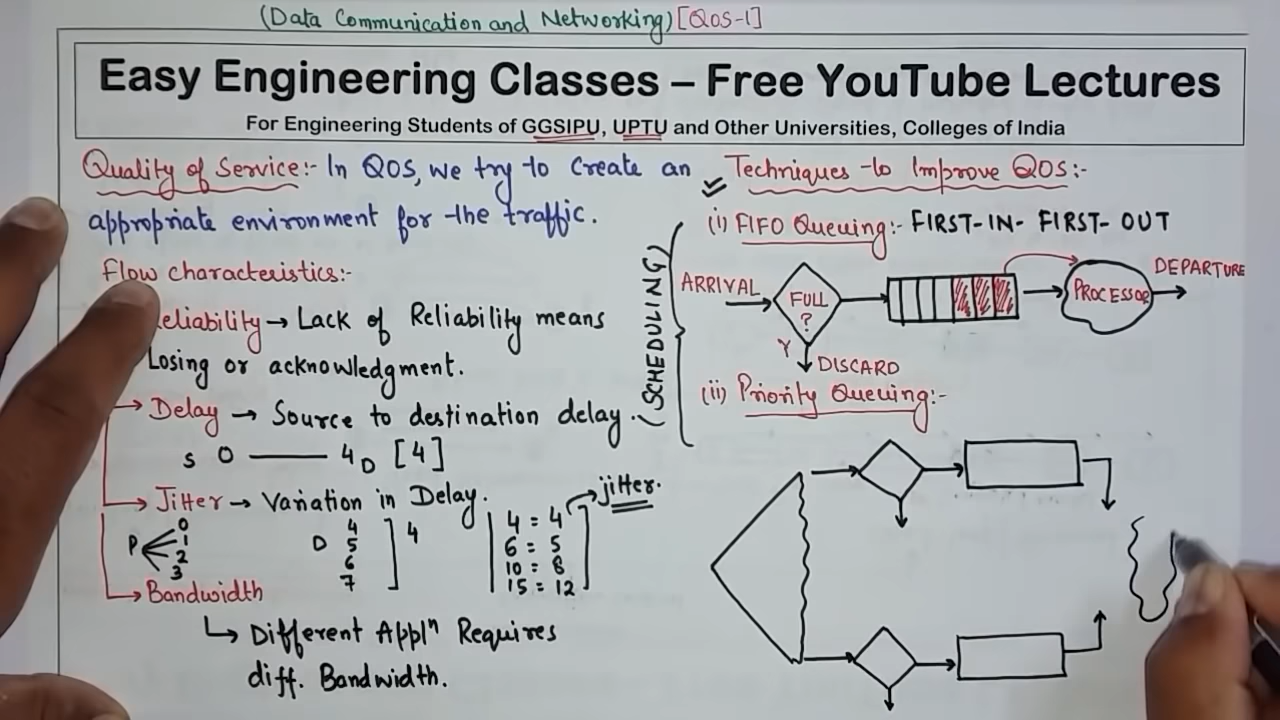 (Data Communication and Networking) [QOS-1]
Easy Engineering Classes – Free YouTube Lectures
For Engineering Students of GGSIPU, UPTU and Other Universities, Colleges of India
Quality of Service:- In QOS, we try to create an
appropriate environment for the traffic.
Flow characteristics:-
Reliability → Lack of Reliability means
Losing or acknowledgment.
→ Delay → Source to destination delay.
S 0 —— 4 D [4]
→ Jitter → Variation in Delay.
P 0 1 2 3
D 4 5 6 7 ] 4
4 = 4
6 = 5
10 = 8
15 = 12
jitter.
→ Bandwidth
↳ Different Applⁿ Requires
diff. Bandwidth.
Techniques to Improve QOS:-
(SCHEDULING)
(i) FIFO Queuing:- FIRST-IN- FIRST- OUT
ARRIVAL
FULL
?
Y
DISCARD
PROCESSOR
DEPARTURE
(ii) Priority Queuing:-